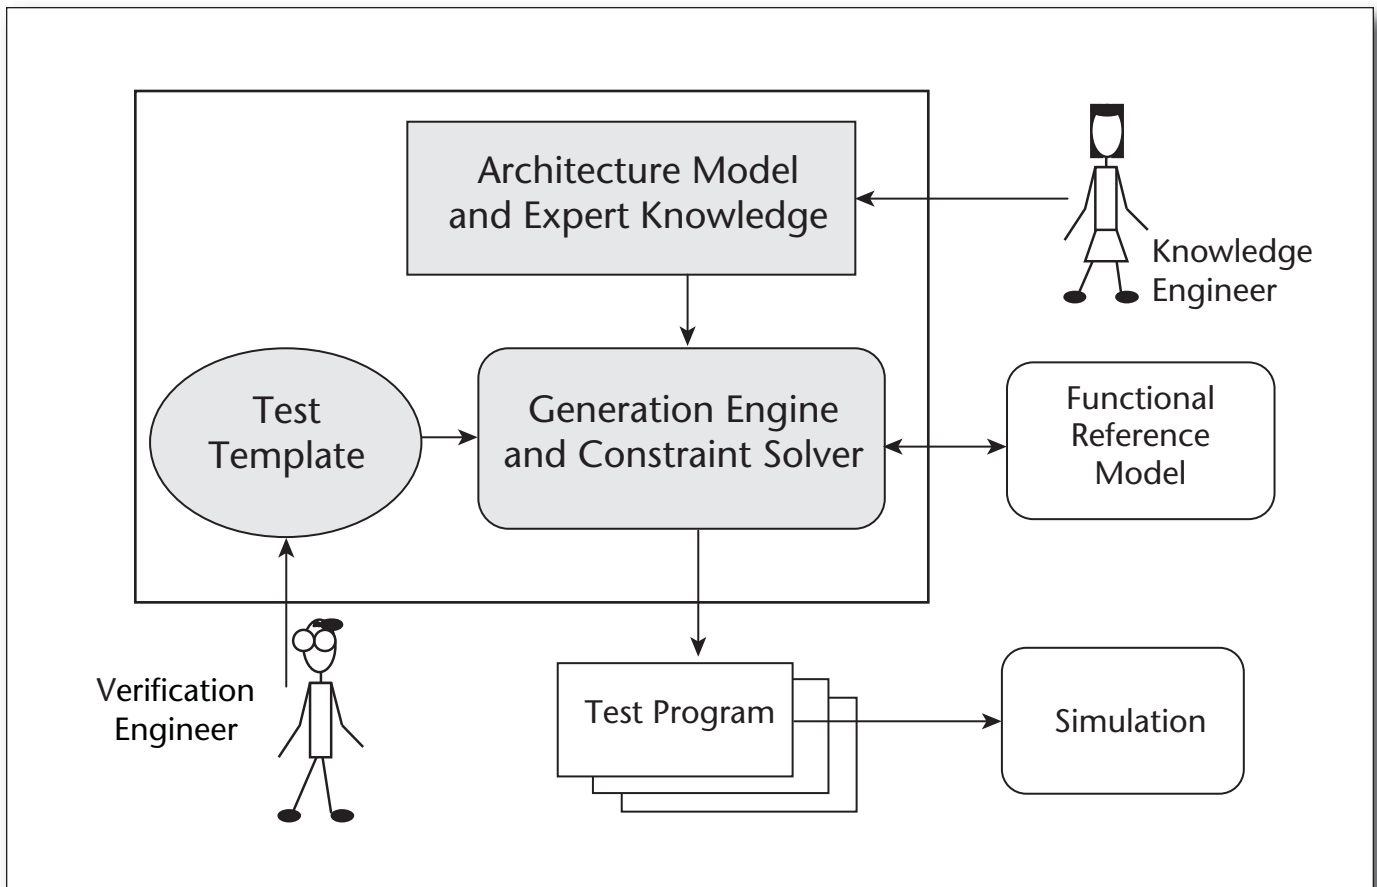 Architecture Model
and Expert Knowledge
Knowledge
Engineer
Test
Template
Generation Engine
and Constraint Solver
Functional
Reference
Model
Verification
Engineer
Test Program
Simulation